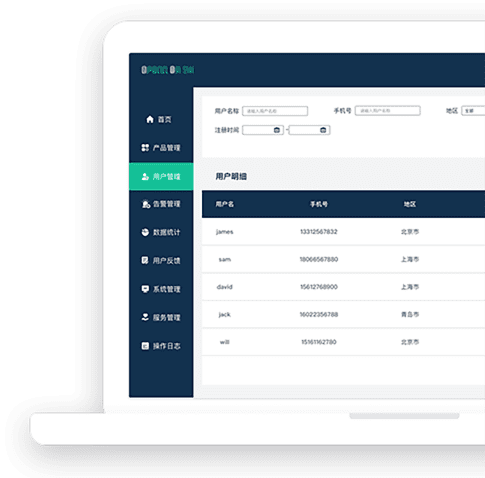 用户名称 请输入用户名称 手机号 请输入用户名称 地区 全部
注册时间 -
首页
产品管理
用户管理
告警管理
数据统计
用户反馈
系统管理
服务管理
操作日志
用户明细
用户名 手机号 地区
james 13312567832 北京市
sam 18066587880 上海市
david 15612768900 上海市
jack 16022356788 青岛市
will 15161162780 北京市